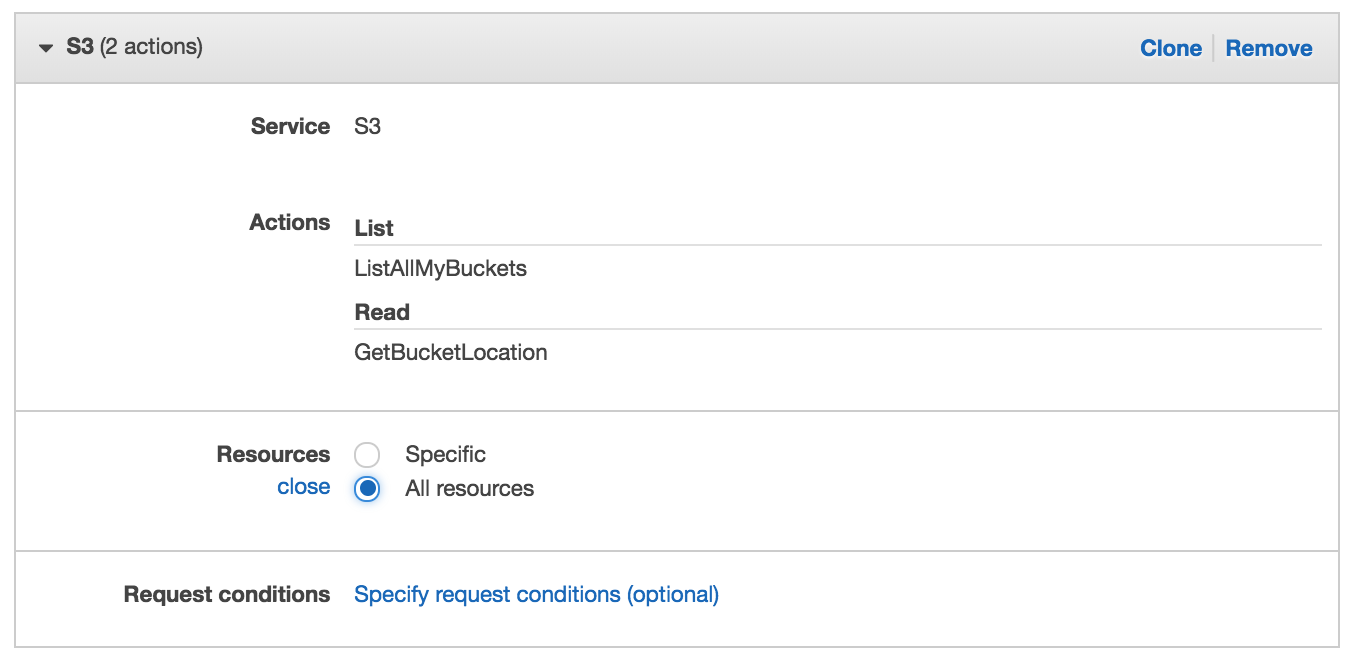 S3 (2 actions) Clone Remove
Service S3
Actions List
ListAllMyBuckets
Read
GetBucketLocation
Resources Specific
close All resources
Request conditions Specify request conditions (optional)